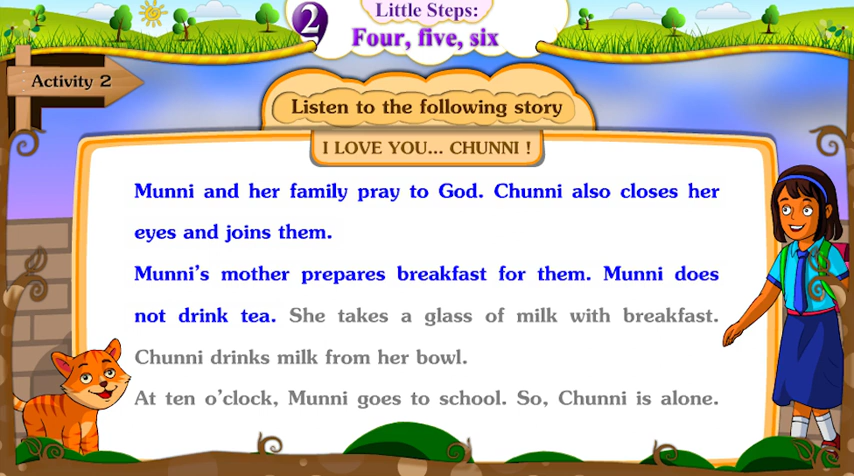 2
Little Steps:
Four, five, six
Activity 2
Listen to the following story
I LOVE YOU... CHUNNI !
Munni and her family pray to God. Chunni also closes her
eyes and joins them.
Munni's mother prepares breakfast for them. Munni does
not drink tea. She takes a glass of milk with breakfast.
Chunni drinks milk from her bowl.
At ten o'clock, Munni goes to school. So, Chunni is alone.